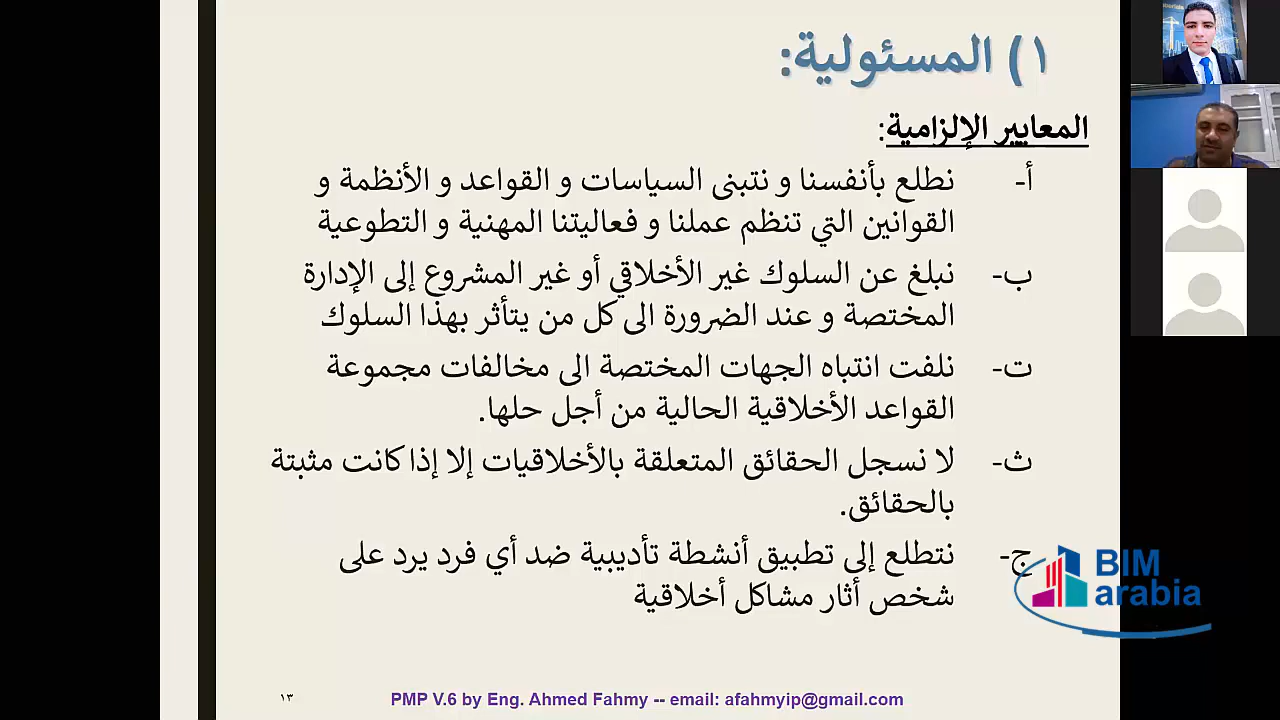 ١) المسئولية:
المعايير الإلزامية:
أ- نطلع بأنفسنا و نتبنى السياسات و القواعد و الأنظمة و
القوانين التي تنظم عملنا و فعاليتنا المهنية و التطوعية
ب- نبلغ عن السلوك غير الأخلاقي أو غير المشروع إلى الإدارة
المختصة و عند الضرورة الى كل من يتأثر بهذا السلوك
ت- نلفت انتباه الجهات المختصة الى مخالفات مجموعة
القواعد الأخلاقية الحالية من أجل حلها.
ث- لا نسجل الحقائق المتعلقة بالأخلاقيات إلا إذا كانت مثبتة
بالحقائق.
ج- نتطلع إلى تطبيق أنشطة تأديبية ضد أي فرد يرد على
شخص أثار مشاكل أخلاقية
BIM
arabia
PMP V.6 by Eng. Ahmed Fahmy -- email: afahmyip@gmail.com
١٣